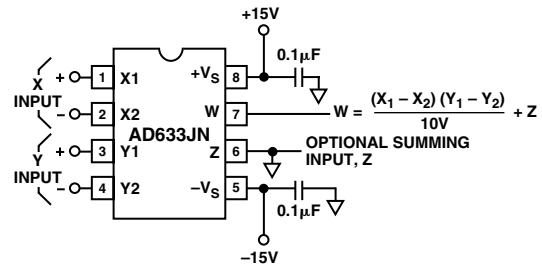 +15V
0.1µF
X
INPUT
+
–
1 X1
2 X2
+VS 8
W 7
W = (X1 – X2) (Y1 – Y2) / 10V + Z
AD633JN
Y
INPUT
+
–
3 Y1
4 Y2
Z 6
–VS 5
OPTIONAL SUMMING
INPUT, Z
0.1µF
–15V